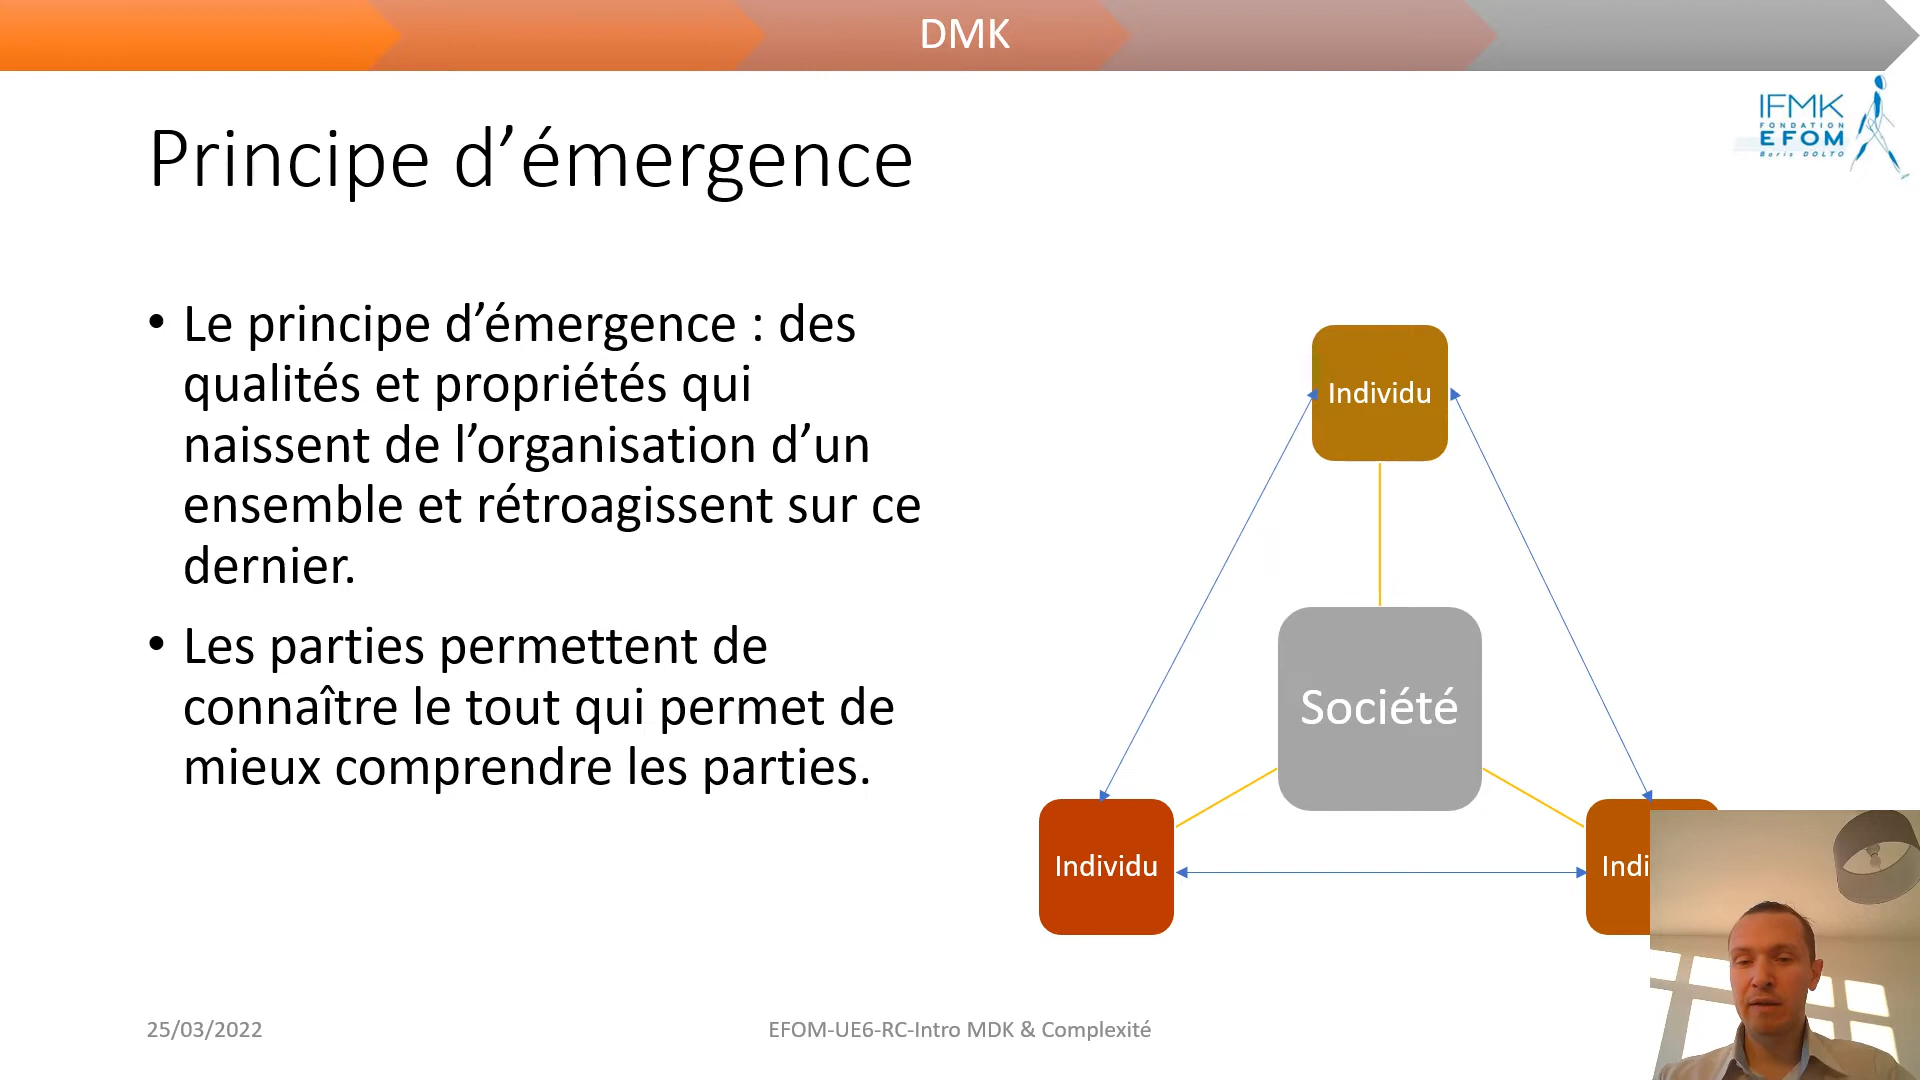 DMK
IFMK
FONDATION
EFOM
Boris DOLTO
Principe d’émergence
• Le principe d’émergence : des
qualités et propriétés qui
naissent de l’organisation d’un
ensemble et rétroagissent sur ce
dernier.
• Les parties permettent de
connaître le tout qui permet de
mieux comprendre les parties.
Individu
Société
Individu
Indi
25/03/2022
EFOM-UE6-RC-Intro MDK & Complexité